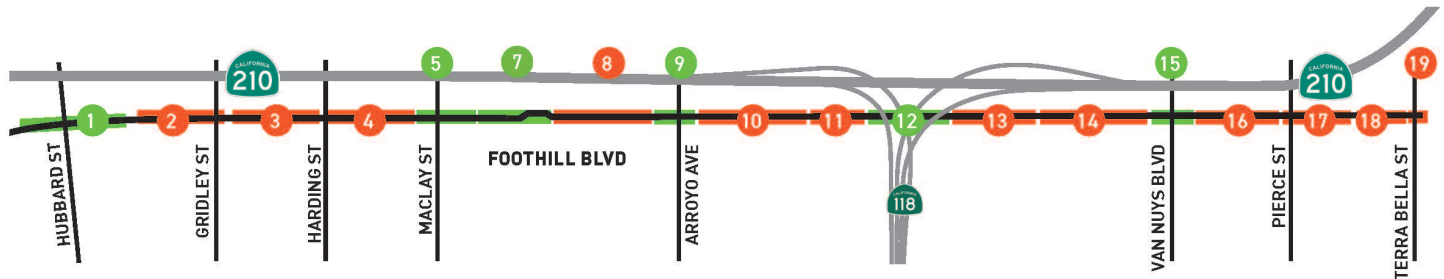 5
7
8
9
15
19
CALIFORNIA
210
CALIFORNIA
210
1
2
3
4
10
11
12
13
14
16
17
18
FOOTHILL BLVD
HUBBARD ST
GRIDLEY ST
HARDING ST
MACLAY ST
ARROYO AVE
CALIFORNIA
118
VAN NUYS BLVD
PIERCE ST
TERRA BELLA ST